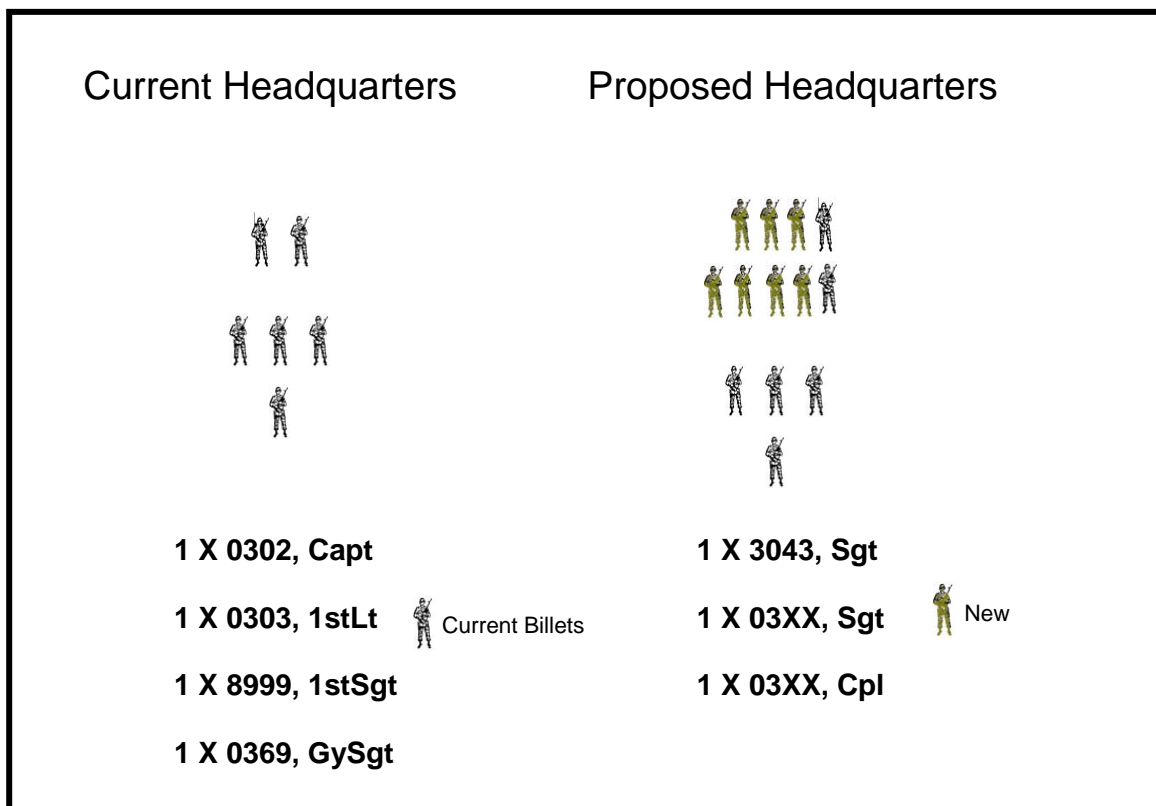 Current Headquarters
Proposed Headquarters
1 X 0302, Capt
1 X 0303, 1stLt
Current Billets
1 X 8999, 1stSgt
1 X 0369, GySgt
1 X 3043, Sgt
1 X 03XX, Sgt
New
1 X 03XX, Cpl